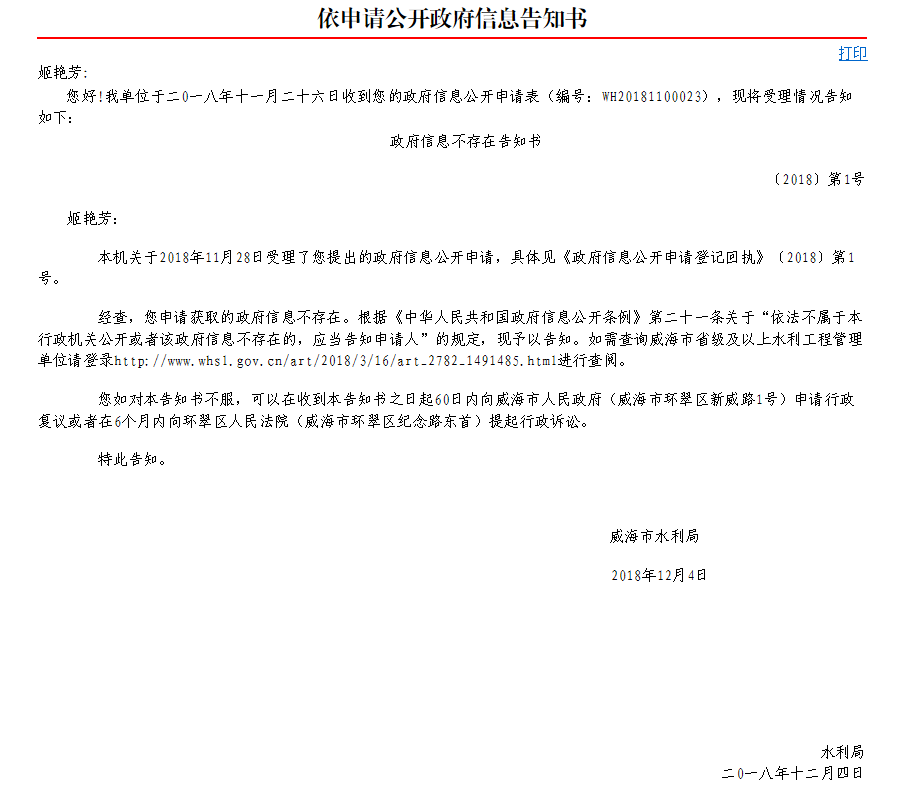 依申请公开政府信息告知书
打印
姬艳芳:
您好!我单位于二0一八年十一月二十六日收到您的政府信息公开申请表（编号：WH20181100023），现将受理情况告知
如下：
政府信息不存在告知书
〔2018〕第1号
姬艳芳：
本机关于2018年11月28日受理了您提出的政府信息公开申请，具体见《政府信息公开申请登记回执》〔2018〕第1
号。
经查，您申请获取的政府信息不存在。根据《中华人民共和国政府信息公开条例》第二十一条关于“依法不属于本
行政机关公开或者该政府信息不存在的，应当告知申请人”的规定，现予以告知。如需查询威海市省级及以上水利工程管理
单位请登录http://www.whsl.gov.cn/art/2018/3/16/art_2782_1491485.html进行查阅。
您如对本告知书不服，可以在收到本告知书之日起60日内向威海市人民政府（威海市环翠区新威路1号）申请行政
复议或者在6个月内向环翠区人民法院（威海市环翠区纪念路东首）提起行政诉讼。
特此告知。
威海市水利局
2018年12月4日
水利局
二0一八年十二月四日